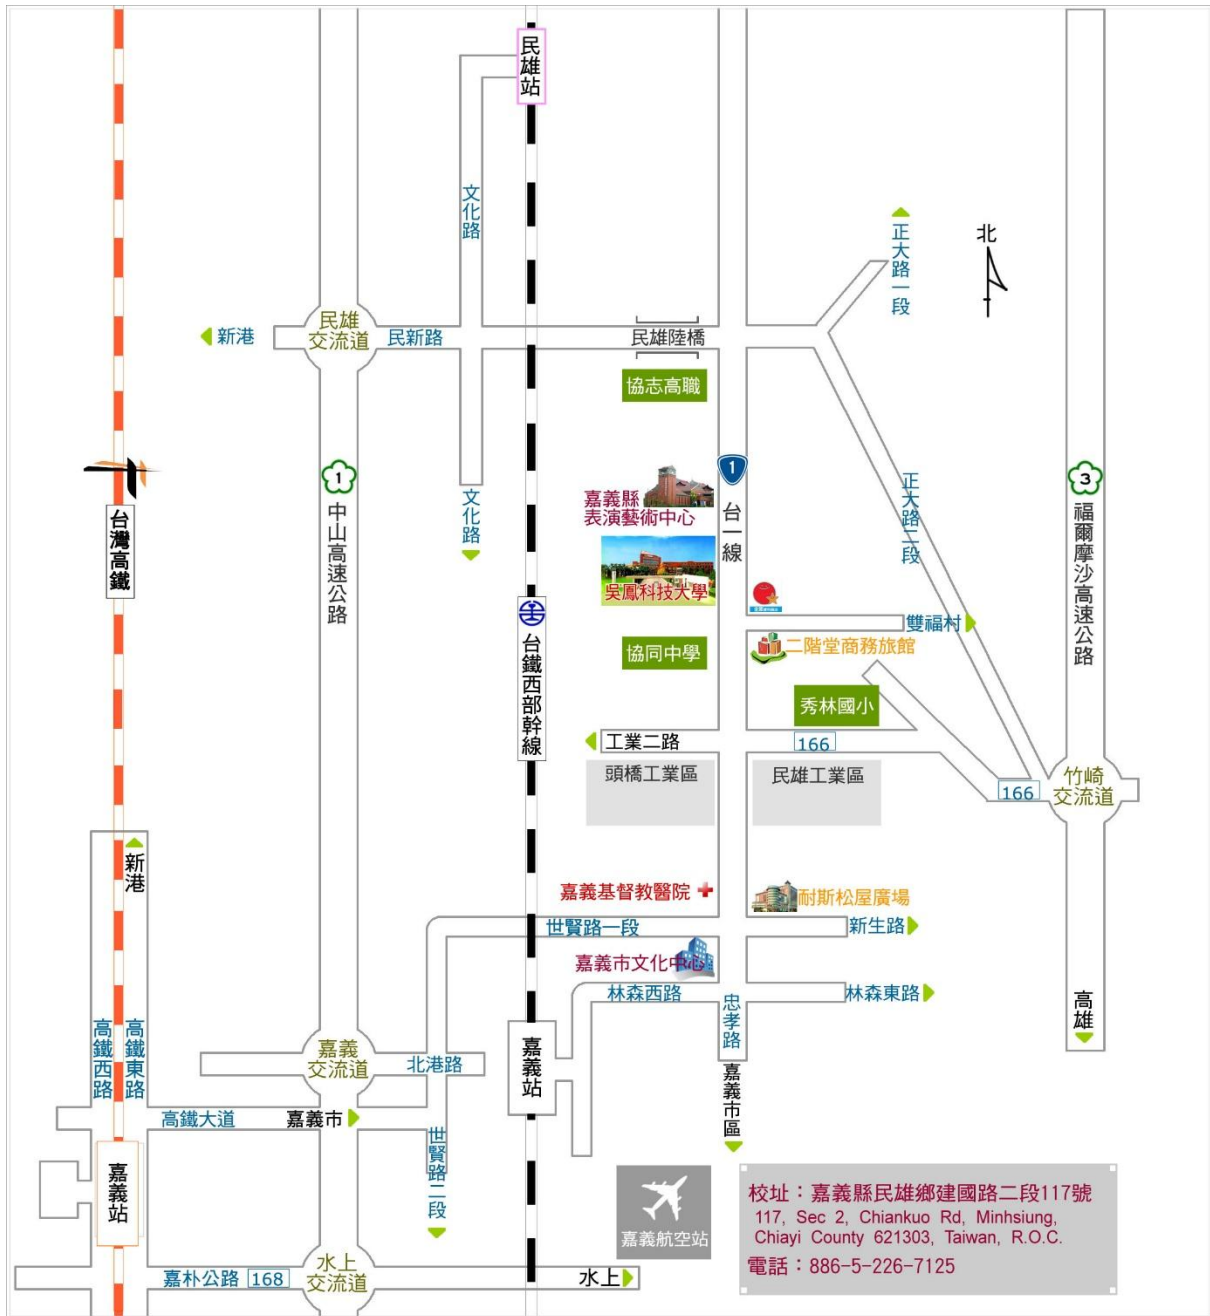 民雄站
文化路
正大路一段
北
民雄
交流道
新港
民新路
民雄陸橋
協志高職
1
1
3
台灣高鐵
中山高速公路
文化路
嘉義縣
表演藝術中心
台一線
正大路二段
福爾摩沙高速公路
吳鳳科技大學
雙福村
台鐵西部幹線
協同中學
二階堂商務旅館
秀林國小
工業二路
166
頭橋工業區
民雄工業區
166
竹崎
交流道
新港
嘉義基督教醫院
耐斯松屋廣場
世賢路一段
新生路
嘉義市文化中心
林森西路
林森東路
忠孝路
高雄
高鐵西路
高鐵東路
嘉義
交流道
北港路
嘉義站
嘉義市區
高鐵大道
嘉義市
世賢路二段
嘉義站
嘉義航空站
校址：嘉義縣民雄鄉建國路二段117號
117, Sec 2, Chiankuo Rd, Minhsiung,
Chiayi County 621303, Taiwan, R.O.C.
電話：886-5-226-7125
水上
交流道
嘉朴公路 168
水上